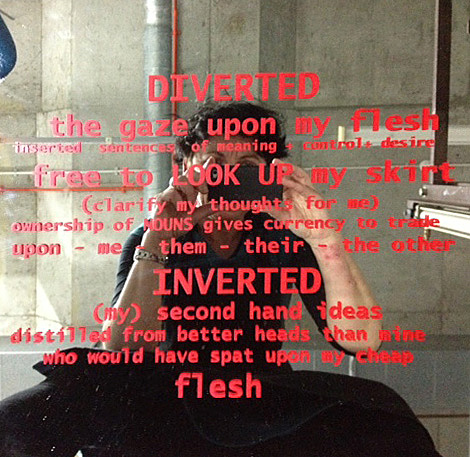 DIVERTED
the gaze upon my flesh
inserted sentences of meaning + control+ desire
free to LOOK UP my skirt
(clarify my thoughts for me)
ownership of NOUNS gives currency to trade
upon - me - them - their - the other
INVERTED
(my) second hand ideas
distilled from better heads than mine
who would have spat upon my cheap
flesh